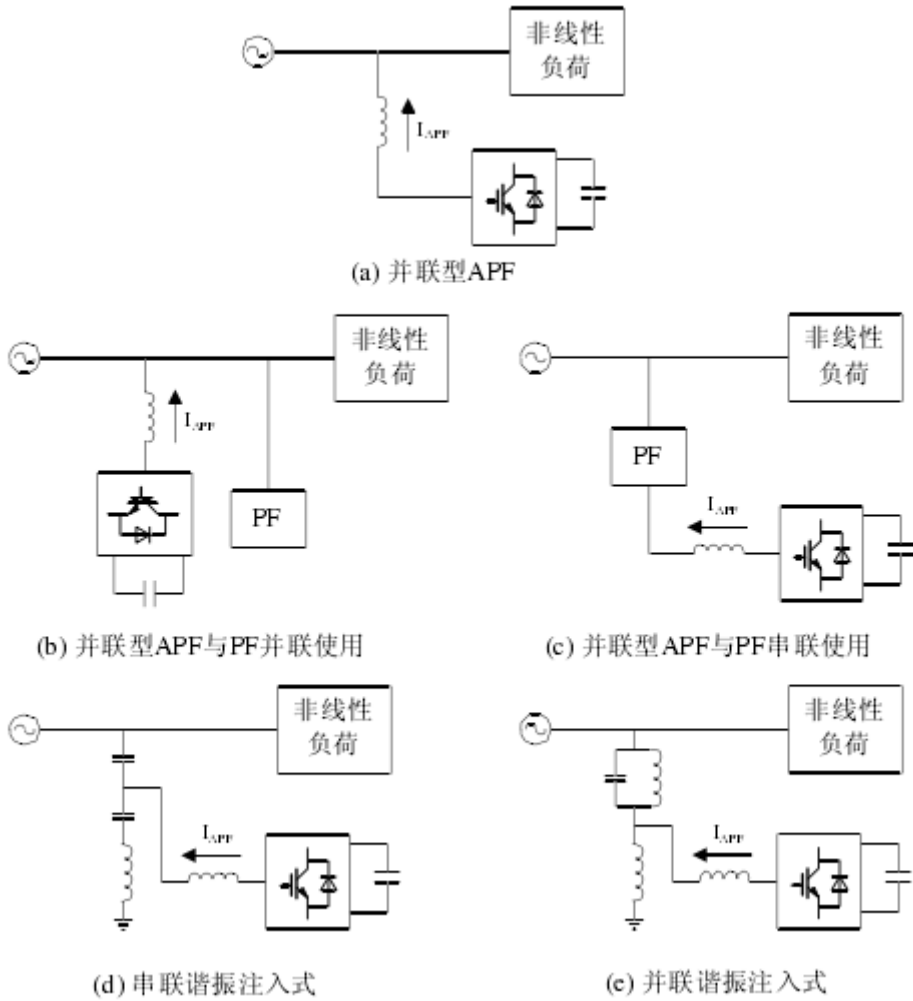 非线性
负荷
I_APF
(a) 并联型APF
非线性
负荷
I_APF
PF
(b) 并联型APF与PF并联使用
非线性
负荷
PF
I_APF
(c) 并联型APF与PF串联使用
非线性
负荷
I_APF
(d) 串联谐振注入式
非线性
负荷
I_APF
(e) 并联谐振注入式